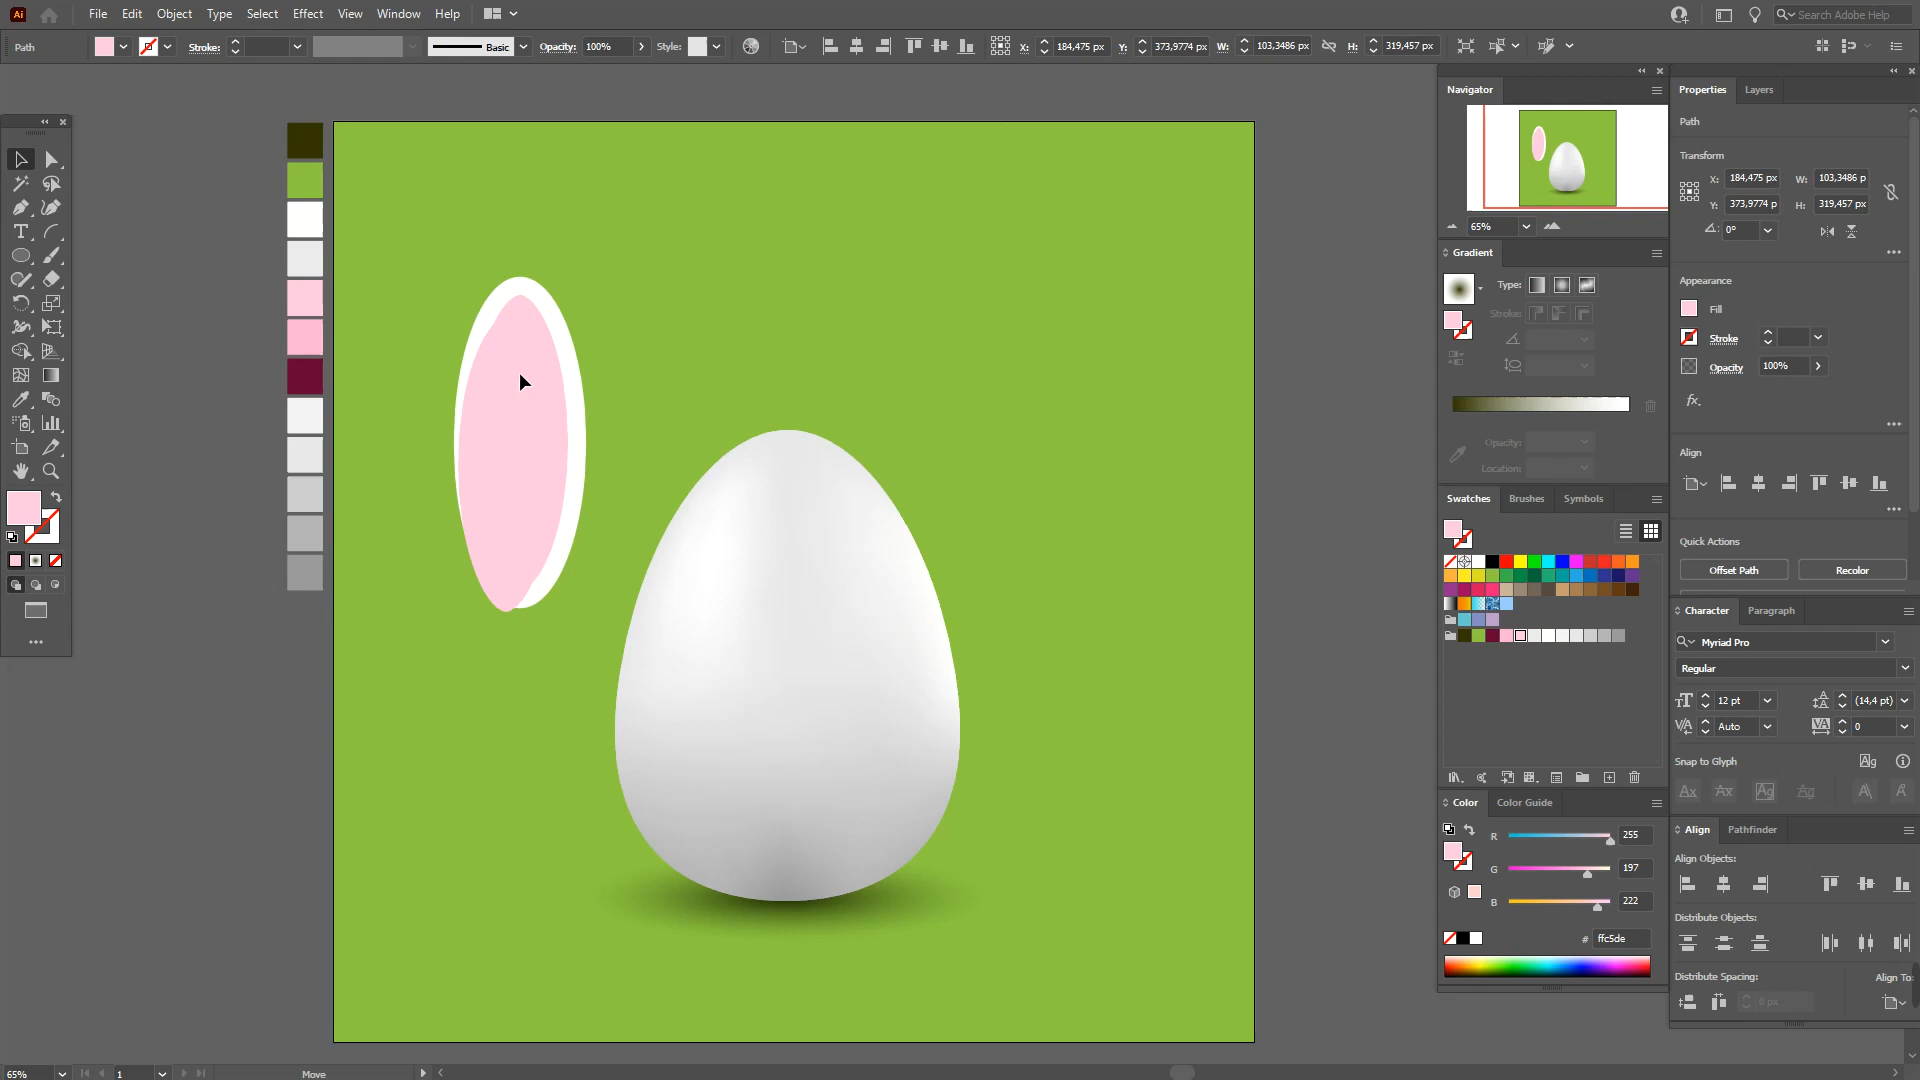 Ai File Edit Object Type Select Effect View Window Help Search Adobe Help
Path Stroke: Basic Opacity: 100% Style: X: 184,475 px Y: 373,9774 px W: 103,3486 px H: 319,457 px
Navigator
65%
Gradient
Type:
Stroke:
Opacity:
Location:
Swatches Brushes Symbols
Color Color Guide
R 255
G 197
B 222
# ffc5de
Properties Layers
Path
Transform
X: 184,475 px W: 103,3486 p
Y: 373,9774 p H: 319,457 px
0°
Appearance
Fill
Stroke
Opacity 100%
fx.
Align
Quick Actions
Offset Path Recolor
Character Paragraph
Myriad Pro
Regular
12 pt (14,4 pt)
Auto 0
Snap to Glyph
Align Pathfinder
Align Objects:
Distribute Objects:
Distribute Spacing: Align To:
0 px
65% 1 Move